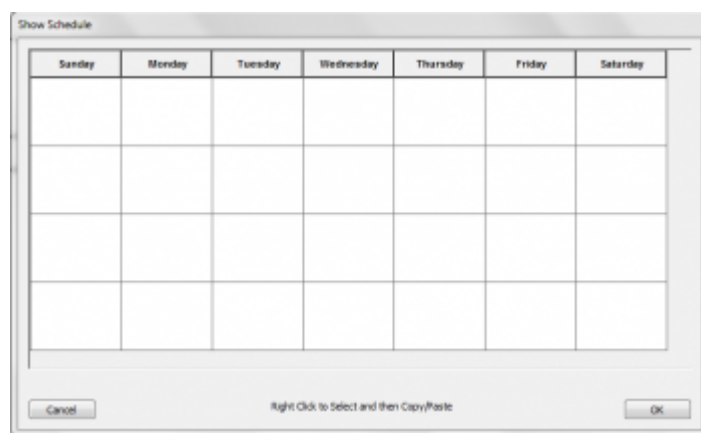 Show Schedule
Sunday Monday Tuesday Wednesday Thursday Friday Saturday
Cancel Right Click to Select and then Copy/Paste OK